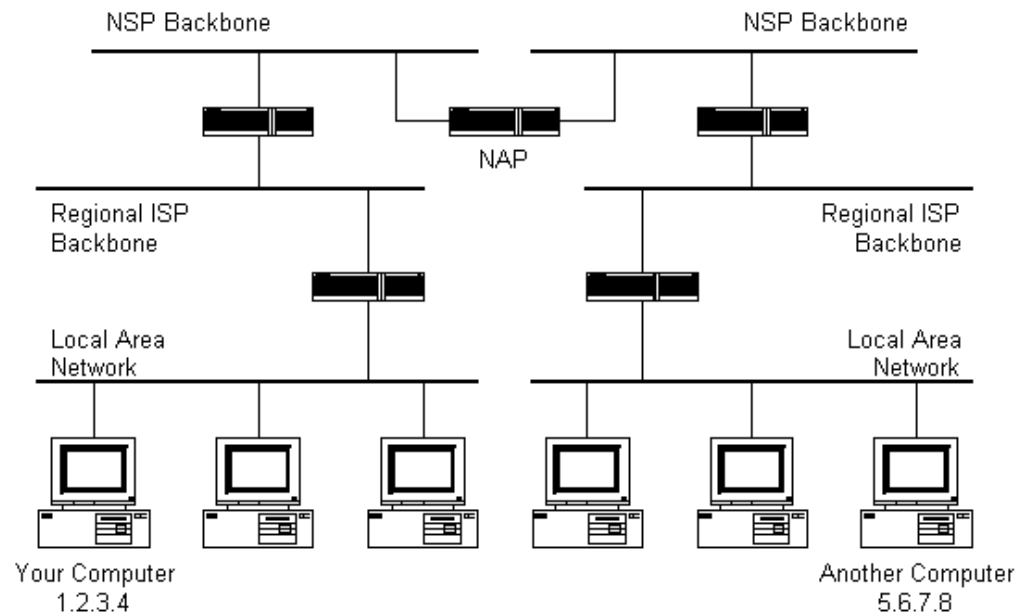 NSP Backbone
NSP Backbone
NAP
Regional ISP
Backbone
Regional ISP
Backbone
Local Area
Network
Local Area
Network
Your Computer
1.2.3.4
Another Computer
5.6.7.8